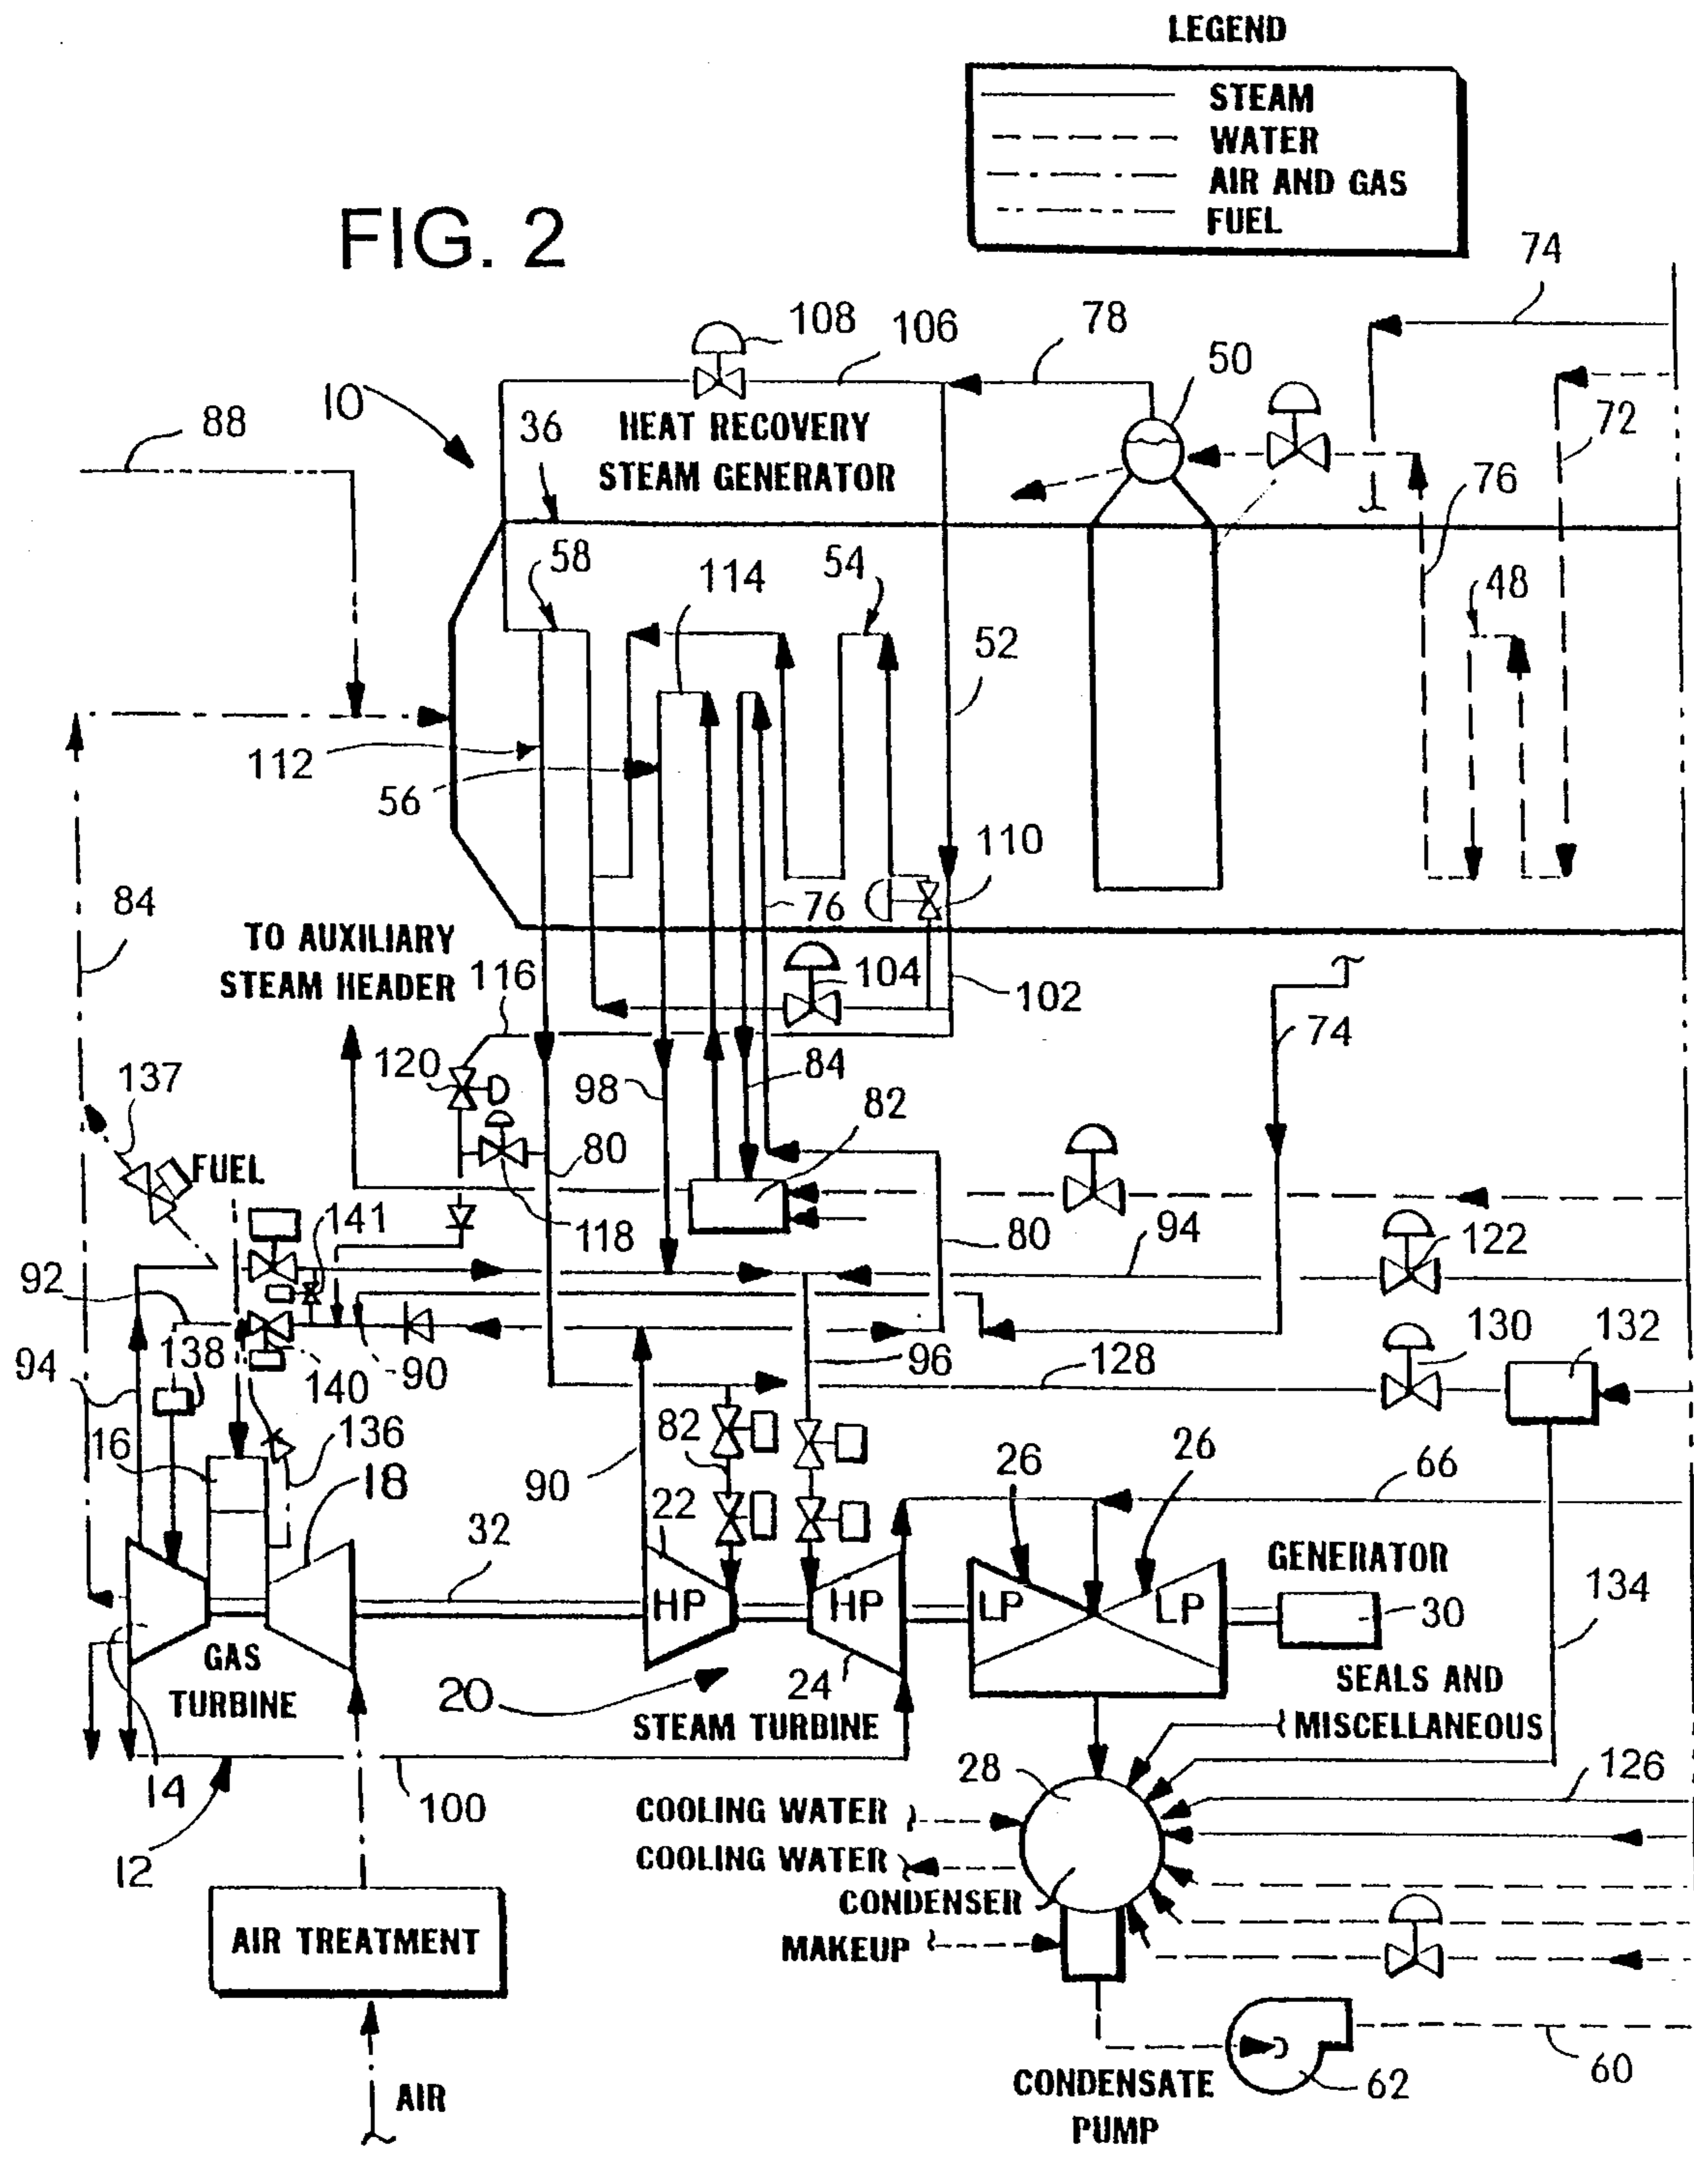 LEGEND
STEAM
WATER
AIR AND GAS
FUEL
FIG. 2
74
108
106
78
50
10
88
36
HEAT RECOVERY
STEAM GENERATOR
72
76
58
114
54
48
52
112
56
110
84
76
TO AUXILIARY
STEAM HEADER
116
104
102
74
120
137
98
84
82
FUEL
80
141
118
80
94
122
92
138
94
140
90
96
128
130
132
16
136
18
82
90
26
26
66
22
32
GENERATOR
HP
HP
LP
LP
30
134
GAS
TURBINE
20
24
SEALS AND
STEAM TURBINE
MISCELLANEOUS
14
100
28
126
12
COOLING WATER
COOLING WATER
CONDENSER
AIR TREATMENT
MAKEUP
AIR
CONDENSATE
PUMP
62
60